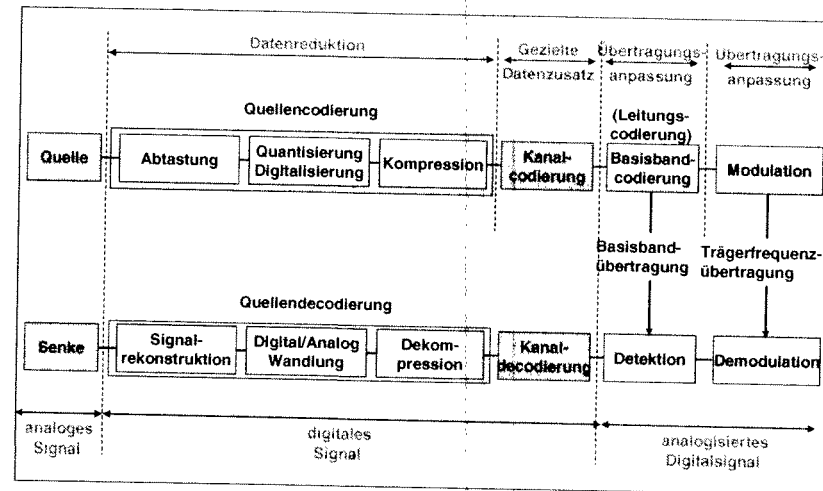 Datenreduktion
Gezielte
Datenzusatz
Übertragungs-
anpassung
Übertragungs-
anpassung
Quellencodierung
(Leitungs-
codierung)
Quelle
Abtastung
Quantisierung
Digitalisierung
Kompression
Kanal-
codierung
Basisband-
codierung
Modulation
Basisband-
übertragung
Trägerfrequenz-
übertragung
Quellendecodierung
Senke
Signal-
rekonstruktion
Digital/Analog
Wandlung
Dekom-
pression
Kanal-
decodierung
Detektion
Demodulation
analoges
Signal
digitales
Signal
analogisiertes
Digitalsignal